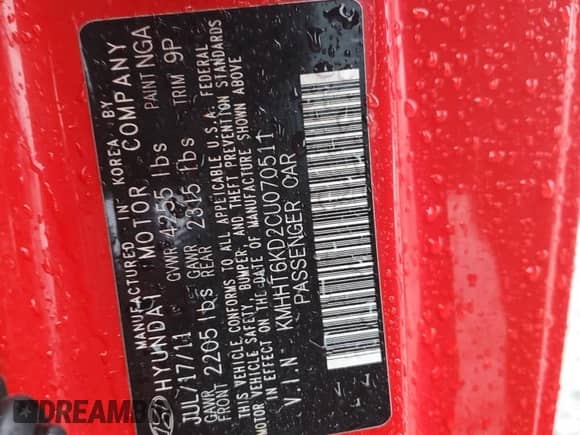 MANUFACTURED IN KOREA BY
HYUNDAI MOTOR COMPANY
JUL/17/11 GVWR 4255 lbs PAINT NGA
GAWR FRONT 2205 lbs GAWR REAR 2315 lbs TRIM 9P
THIS VEHICLE CONFORMS TO ALL APPLICABLE U.S.A. FEDERAL
MOTOR VEHICLE SAFETY, BUMPER, AND THEFT PREVENTION STANDARDS
IN EFFECT ON THE DATE OF MANUFACTURE SHOWN ABOVE
V.I.N KMHHT6KD2CU070511
PASSENGER CAR
DREAMB